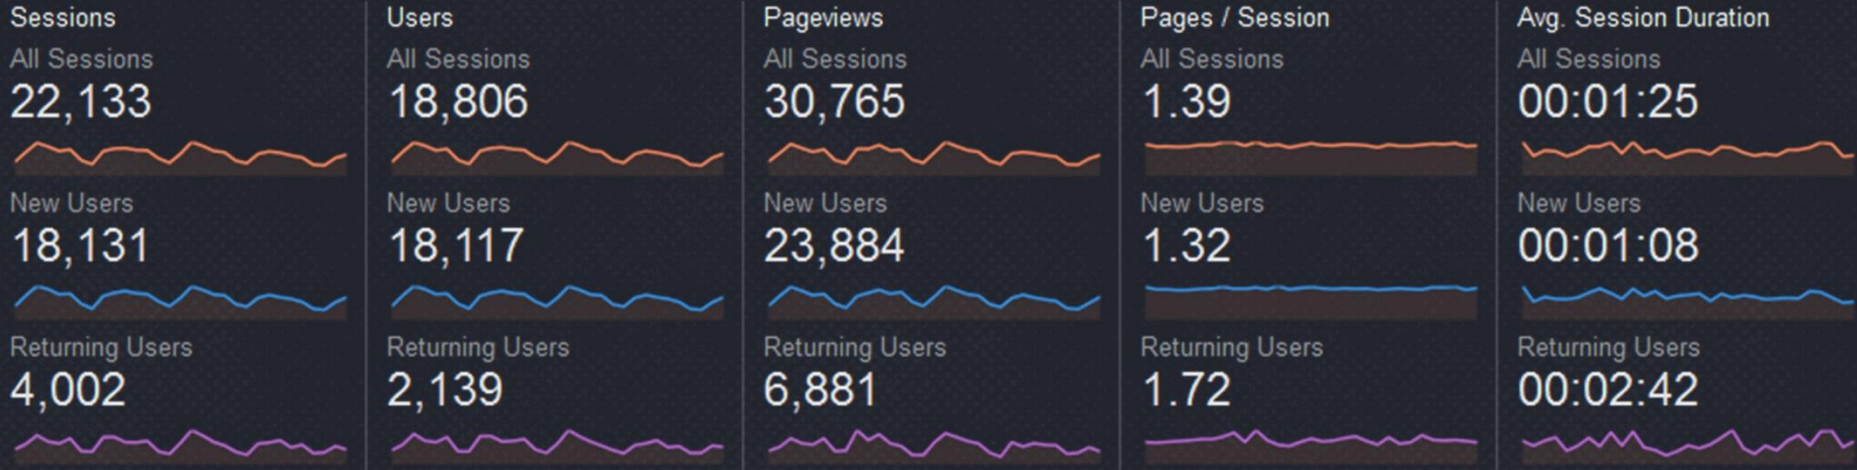 Sessions
All Sessions
22,133
New Users
18,131
Returning Users
4,002
Users
All Sessions
18,806
New Users
18,117
Returning Users
2,139
Pageviews
All Sessions
30,765
New Users
23,884
Returning Users
6,881
Pages / Session
All Sessions
1.39
New Users
1.32
Returning Users
1.72
Avg. Session Duration
All Sessions
00:01:25
New Users
00:01:08
Returning Users
00:02:42